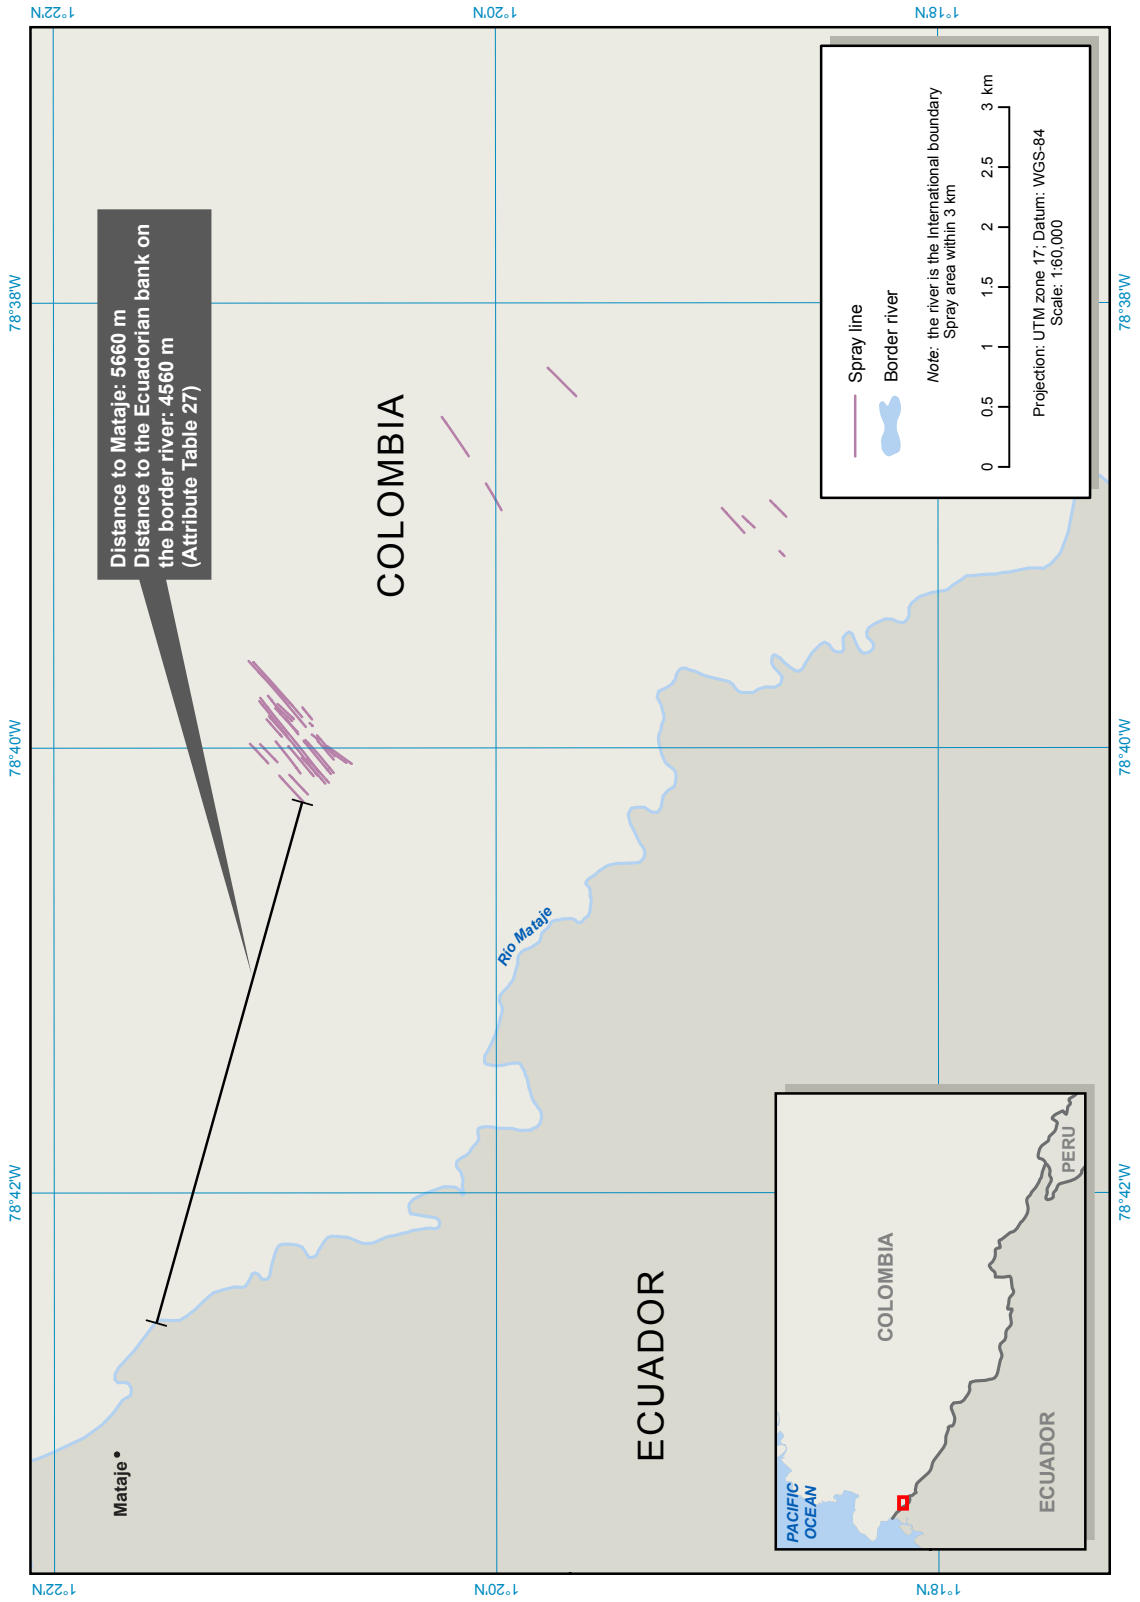 1°22'N
1°20'N
1°18'N
78°42'W
78°40'W
78°38'W
Distance to Mataje: 5660 m
Distance to the Ecuadorian bank on
the border river: 4560 m
(Attribute Table 27)
Mataje
COLOMBIA
Rio Mataje
ECUADOR
PACIFIC
OCEAN
COLOMBIA
ECUADOR
PERU
Spray line
Border river
Note: the river is the International boundary
Spray area within 3 km
0 0.5 1 1.5 2 2.5 3 km
Projection: UTM zone 17; Datum: WGS-84
Scale: 1:60,000
78°42'W
78°40'W
78°38'W
1°22'N
1°20'N
1°18'N